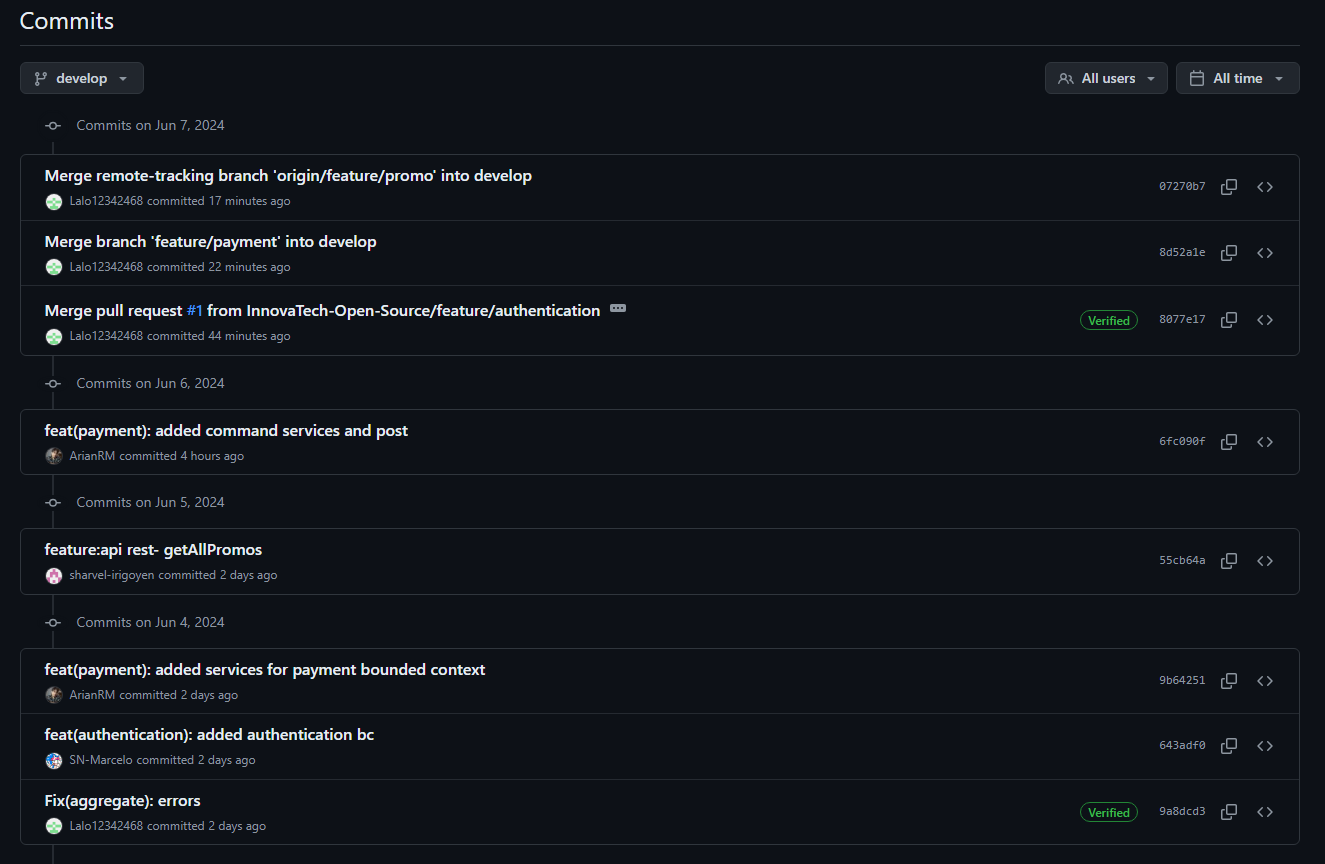 Commits
develop
All users
All time
Commits on Jun 7, 2024
Merge remote-tracking branch 'origin/feature/promo' into develop
Lalo12342468 committed 17 minutes ago
07270b7
Merge branch 'feature/payment' into develop
Lalo12342468 committed 22 minutes ago
8d52a1e
Merge pull request #1 from InnovaTech-Open-Source/feature/authentication
Lalo12342468 committed 44 minutes ago
Verified
8077e17
Commits on Jun 6, 2024
feat(payment): added command services and post
ArianRM committed 4 hours ago
6fc090f
Commits on Jun 5, 2024
feature:api rest- getAllPromos
sharvel-irigoyen committed 2 days ago
55cb64a
Commits on Jun 4, 2024
feat(payment): added services for payment bounded context
ArianRM committed 2 days ago
9b64251
feat(authentication): added authentication bc
SN-Marcelo committed 2 days ago
643adf0
Fix(aggregate): errors
Lalo12342468 committed 2 days ago
Verified
9a8dcd3